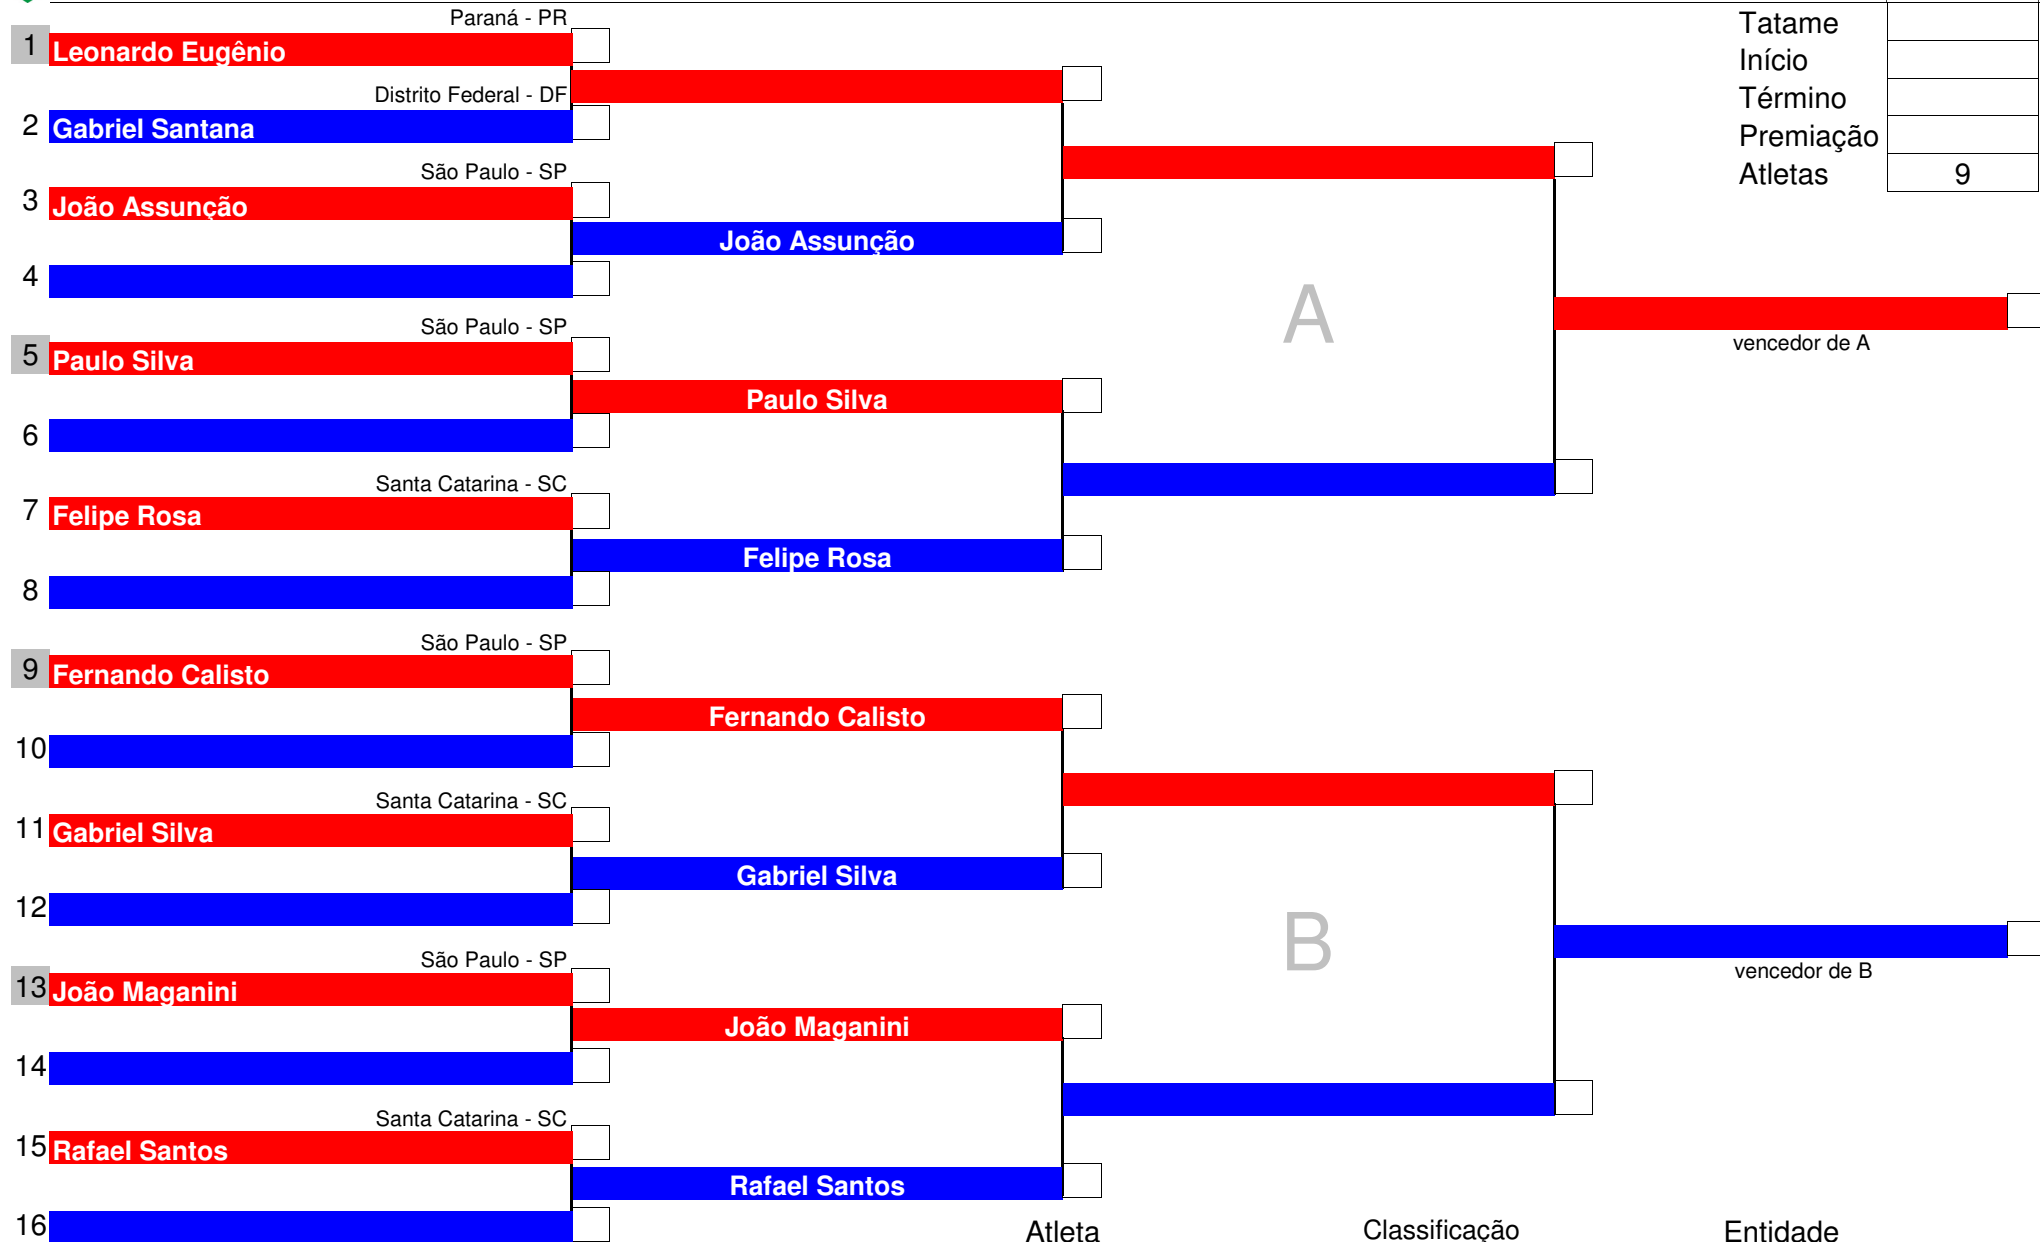 Paraná - PR
1 Leonardo Eugênio
Distrito Federal - DF
2 Gabriel Santana
São Paulo - SP
3 João Assunção
João Assunção
4
São Paulo - SP
5 Paulo Silva
Paulo Silva
6
Santa Catarina - SC
7 Felipe Rosa
Felipe Rosa
8
São Paulo - SP
9 Fernando Calisto
Fernando Calisto
10
Santa Catarina - SC
11 Gabriel Silva
Gabriel Silva
12
São Paulo - SP
13 João Maganini
João Maganini
14
Santa Catarina - SC
15 Rafael Santos
Rafael Santos
16
A
B
vencedor de A
vencedor de B
Tatame
Início
Término
Premiação
Atletas 9
Atleta Classificação Entidade